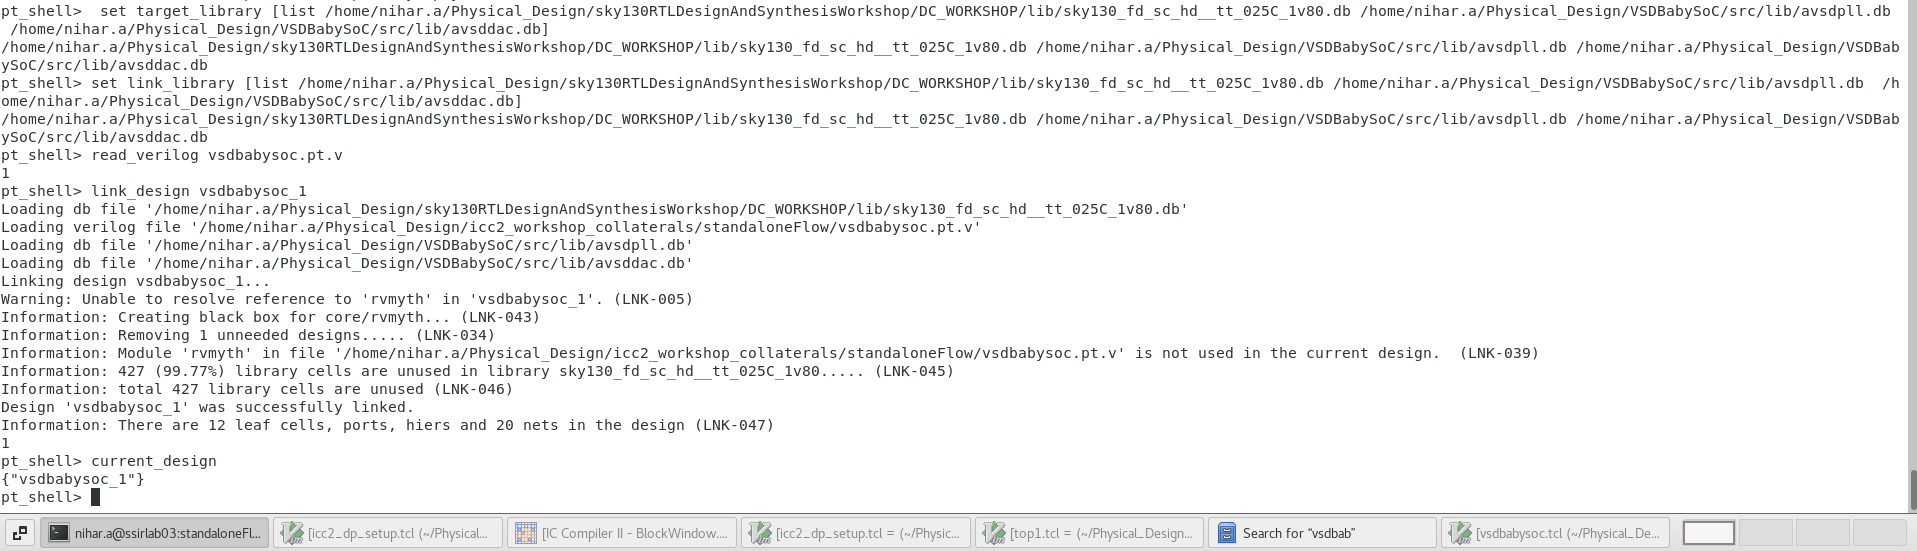 pt_shell>  set target_library [list /home/nihar.a/Physical_Design/sky130RTLDesignAndSynthesisWorkshop/DC_WORKSHOP/lib/sky130_fd_sc_hd__tt_025C_1v80.db /home/nihar.a/Physical_Design/VSDBabySoC/src/lib/avsdpll.db
 /home/nihar.a/Physical_Design/VSDBabySoC/src/lib/avsddac.db]
/home/nihar.a/Physical_Design/sky130RTLDesignAndSynthesisWorkshop/DC_WORKSHOP/lib/sky130_fd_sc_hd__tt_025C_1v80.db /home/nihar.a/Physical_Design/VSDBabySoC/src/lib/avsdpll.db /home/nihar.a/Physical_Design/VSDBab
ySoC/src/lib/avsddac.db
pt_shell> set link_library [list /home/nihar.a/Physical_Design/sky130RTLDesignAndSynthesisWorkshop/DC_WORKSHOP/lib/sky130_fd_sc_hd__tt_025C_1v80.db /home/nihar.a/Physical_Design/VSDBabySoC/src/lib/avsdpll.db  /h
ome/nihar.a/Physical_Design/VSDBabySoC/src/lib/avsddac.db]
/home/nihar.a/Physical_Design/sky130RTLDesignAndSynthesisWorkshop/DC_WORKSHOP/lib/sky130_fd_sc_hd__tt_025C_1v80.db /home/nihar.a/Physical_Design/VSDBabySoC/src/lib/avsdpll.db /home/nihar.a/Physical_Design/VSDBab
ySoC/src/lib/avsddac.db
pt_shell> read_verilog vsdbabysoc.pt.v
1
pt_shell> link_design vsdbabysoc_1
Loading db file '/home/nihar.a/Physical_Design/sky130RTLDesignAndSynthesisWorkshop/DC_WORKSHOP/lib/sky130_fd_sc_hd__tt_025C_1v80.db'
Loading verilog file '/home/nihar.a/Physical_Design/icc2_workshop_collaterals/standaloneFlow/vsdbabysoc.pt.v'
Loading db file '/home/nihar.a/Physical_Design/VSDBabySoC/src/lib/avsdpll.db'
Loading db file '/home/nihar.a/Physical_Design/VSDBabySoC/src/lib/avsddac.db'
Linking design vsdbabysoc_1...
Warning: Unable to resolve reference to 'rvmyth' in 'vsdbabysoc_1'. (LNK-005)
Information: Creating black box for core/rvmyth... (LNK-043)
Information: Removing 1 unneeded designs..... (LNK-034)
Information: Module 'rvmyth' in file '/home/nihar.a/Physical_Design/icc2_workshop_collaterals/standaloneFlow/vsdbabysoc.pt.v' is not used in the current design.  (LNK-039)
Information: 427 (99.77%) library cells are unused in library sky130_fd_sc_hd__tt_025C_1v80..... (LNK-045)
Information: total 427 library cells are unused (LNK-046)
Design 'vsdbabysoc_1' was successfully linked.
Information: There are 12 leaf cells, ports, hiers and 20 nets in the design (LNK-047)
1
pt_shell> current_design
{"vsdbabysoc_1"}
pt_shell>
nihar.a@ssirlab03:standaloneFl... [icc2_dp_setup.tcl (~/Physical... [IC Compiler II - BlockWindow.... [icc2_dp_setup.tcl = (~/Physic... [top1.tcl = (~/Physical_Design... Search for “vsdbab” [vsdbabysoc.tcl (~/Physical_De...